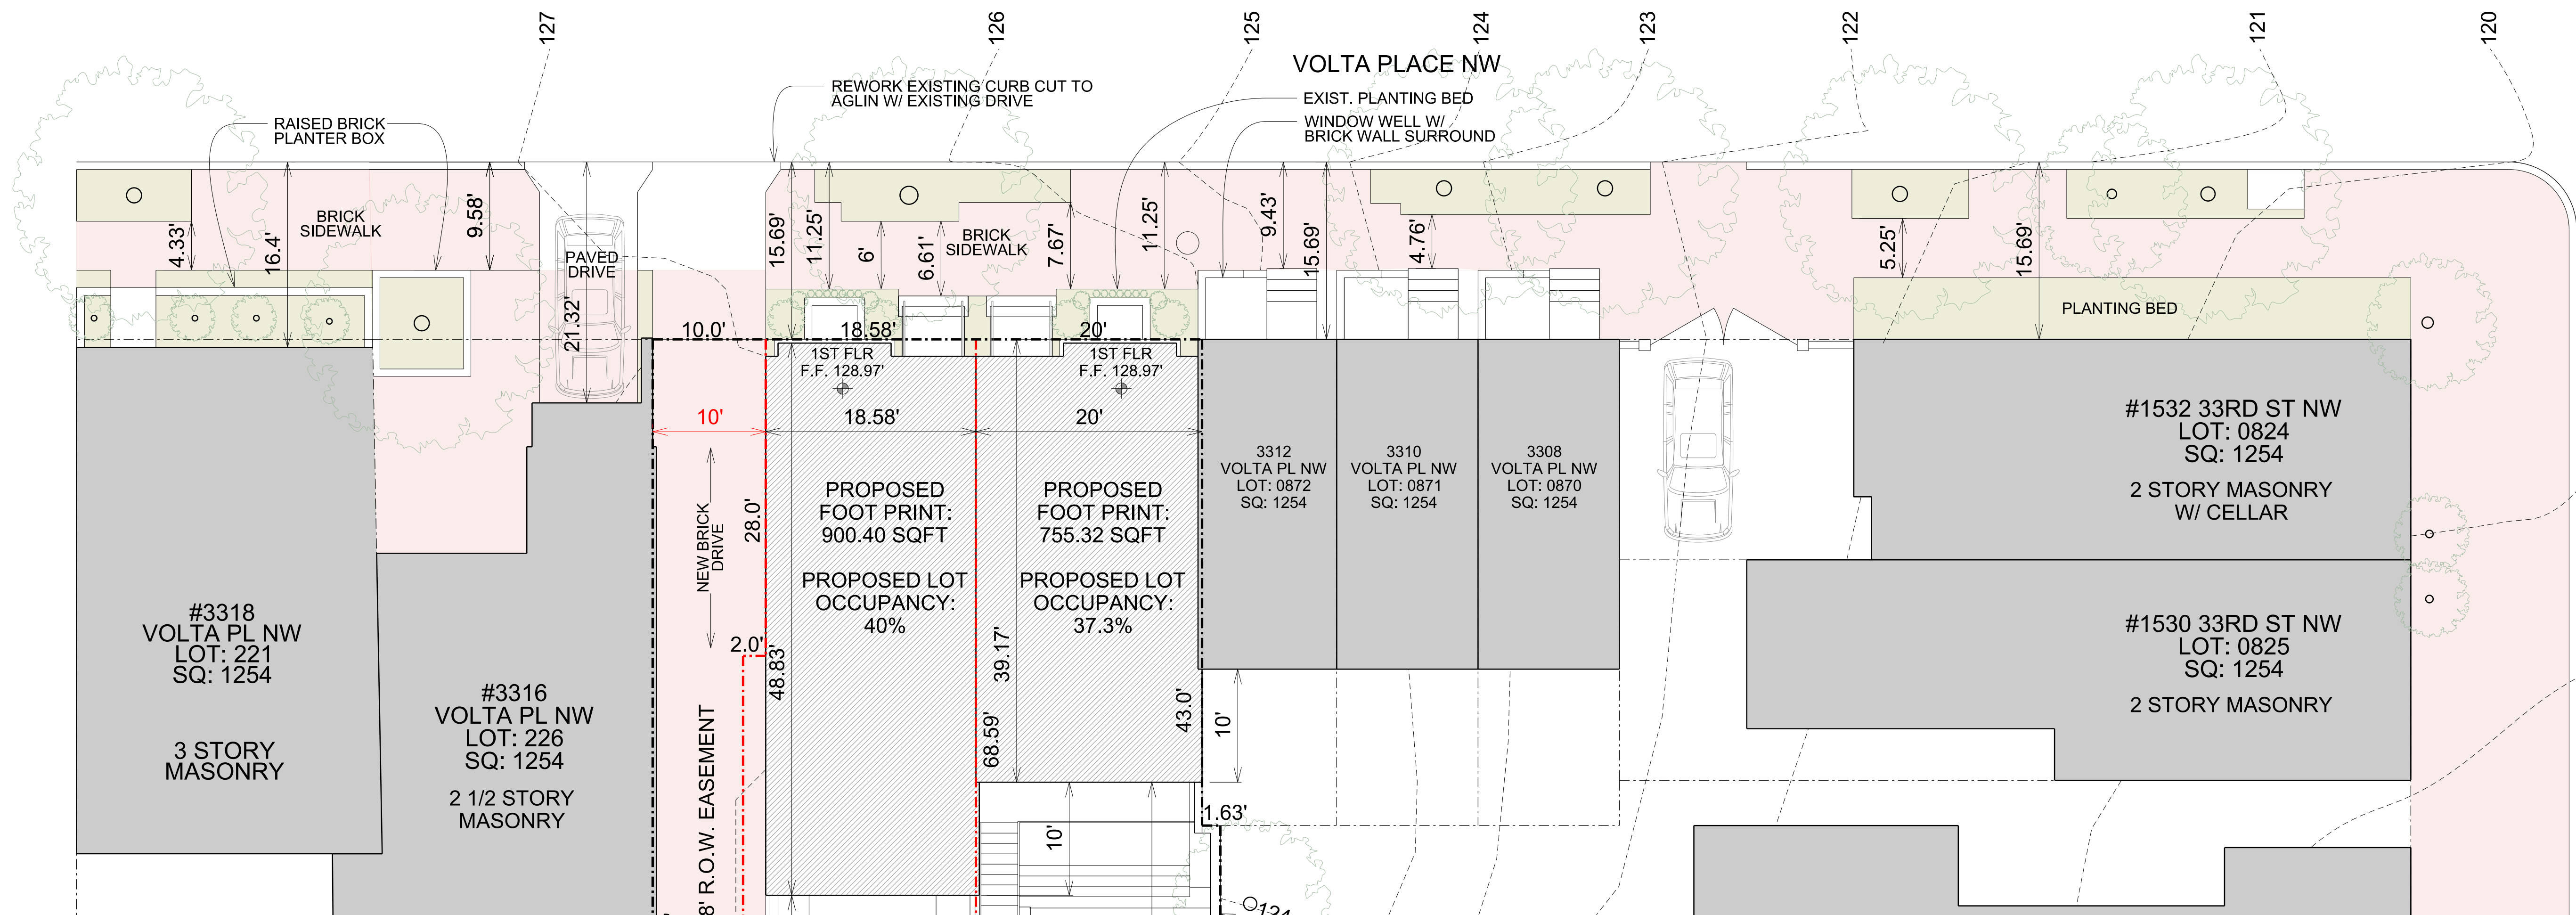 127
126
125
124
123
122
121
120
VOLTA PLACE NW
REWORK EXISTING CURB CUT TO
AGLIN W/ EXISTING DRIVE
EXIST. PLANTING BED
WINDOW WELL W/
BRICK WALL SURROUND
RAISED BRICK
PLANTER BOX
BRICK
SIDEWALK
4.33'
16.4'
9.58'
PAVED
DRIVE
21.32'
15.69'
11.25'
6'
6.61'
BRICK
SIDEWALK
7.67'
11.25'
9.43'
15.69'
4.76'
5.25'
15.69'
PLANTING BED
10.0'
18.58'
20'
1ST FLR
F.F. 128.97'
1ST FLR
F.F. 128.97'
10'
18.58'
20'
NEW BRICK
DRIVE
28.0'
2.0'
48.83'
PROPOSED
FOOT PRINT:
900.40 SQFT
PROPOSED LOT
OCCUPANCY:
40%
PROPOSED
FOOT PRINT:
755.32 SQFT
PROPOSED LOT
OCCUPANCY:
37.3%
39.17'
68.59'
43.0'
10'
10'
1.63'
3312
VOLTA PL NW
LOT: 0872
SQ: 1254
3310
VOLTA PL NW
LOT: 0871
SQ: 1254
3308
VOLTA PL NW
LOT: 0870
SQ: 1254
#1532 33RD ST NW
LOT: 0824
SQ: 1254
2 STORY MASONRY
W/ CELLAR
#1530 33RD ST NW
LOT: 0825
SQ: 1254
2 STORY MASONRY
#3318
VOLTA PL NW
LOT: 221
SQ: 1254
3 STORY
MASONRY
#3316
VOLTA PL NW
LOT: 226
SQ: 1254
2 1/2 STORY
MASONRY
8' R.O.W. EASEMENT
124